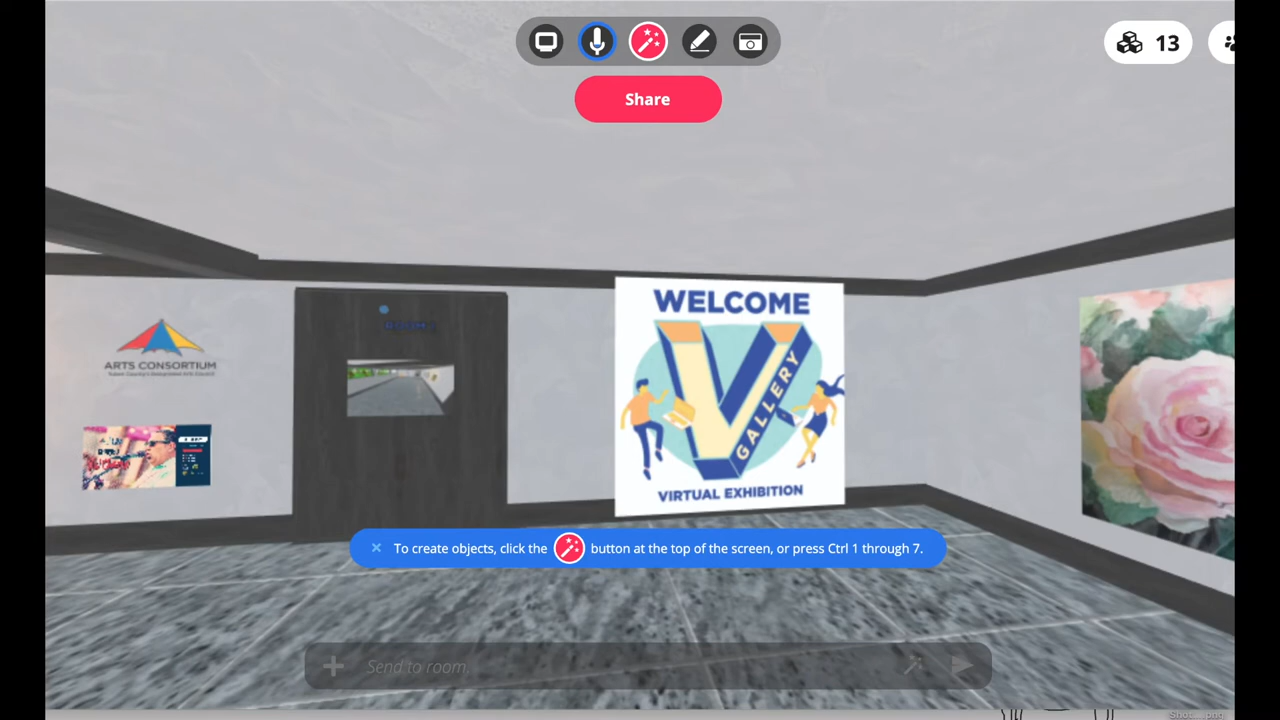 13
Share
WELCOME
V
GALLERY
VIRTUAL EXHIBITION
ARTS CONSORTIUM
To create objects, click the button at the top of the screen, or press Ctrl 1 through 7.
Send to room.